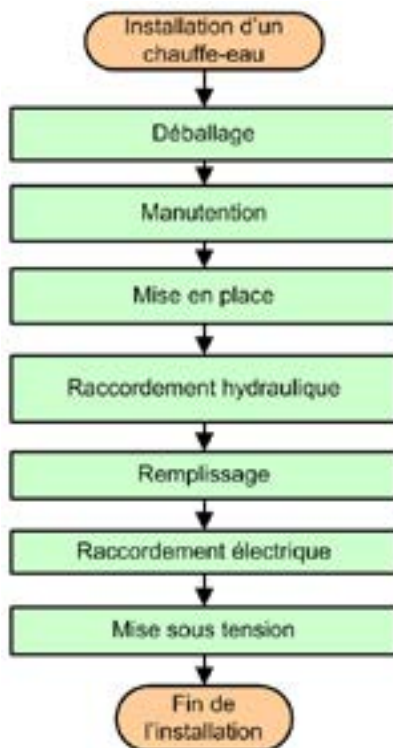 Installation d'un
chauffe-eau
Déballage
Manutention
Mise en place
Raccordement hydraulique
Remplissage
Raccordement électrique
Mise sous tension
Fin de
l'installation